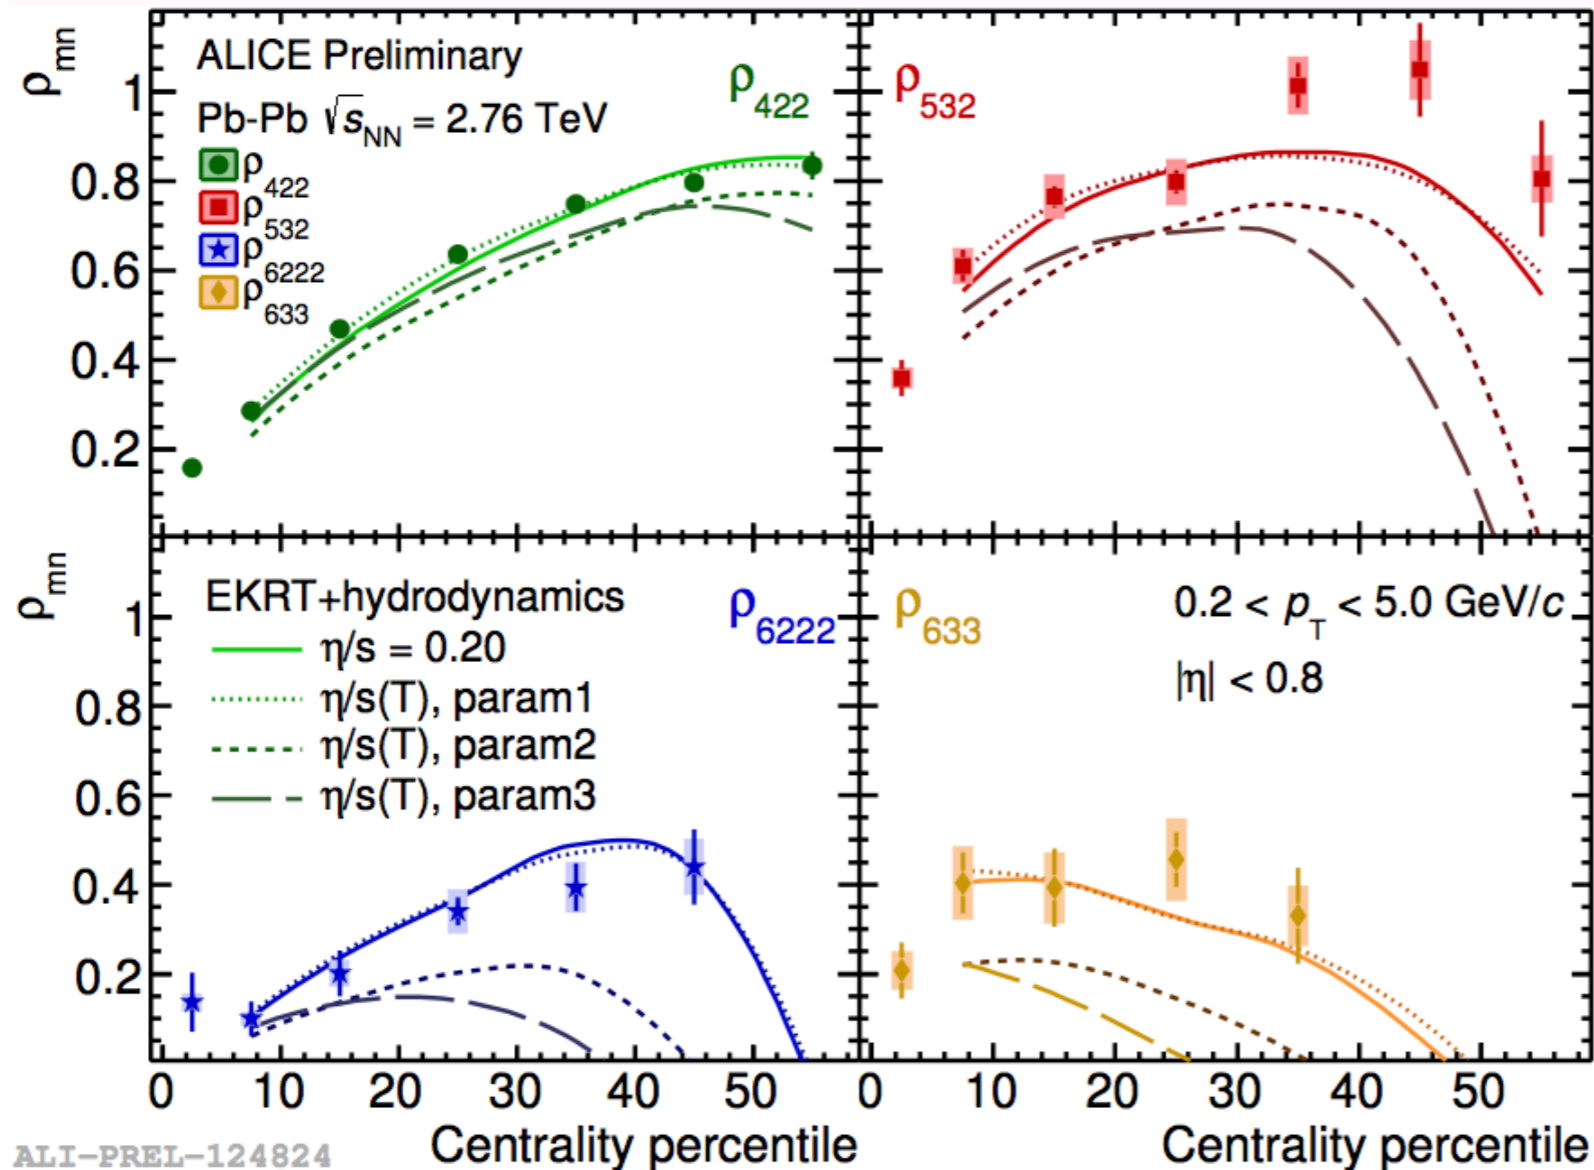 ρmn
ALICE Preliminary
Pb-Pb √sNN = 2.76 TeV
ρ422
ρ532
ρ6222
ρ633
ρ422
1
0.8
0.6
0.4
0.2
ρ532
ρmn
EKRT+hydrodynamics
η/s = 0.20
η/s(T), param1
η/s(T), param2
η/s(T), param3
ρ6222
1
0.8
0.6
0.4
0.2
ρ633
0.2 < pT < 5.0 GeV/c
|η| < 0.8
0 10 20 30 40 50
0 10 20 30 40 50
Centrality percentile
Centrality percentile
ALI-PREL-124824